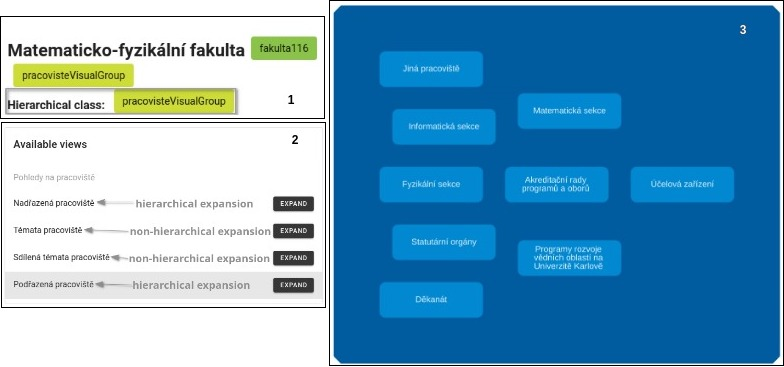 Matematicko-fyzikální fakulta fakulta116
pracovisteVisualGroup
Hierarchical class: pracovisteVisualGroup 1
Available views 2
Pohledy na pracoviště
Nadřazená pracoviště hierarchical expansion EXPAND
Témata pracoviště non-hierarchical expansion EXPAND
Sdílená témata pracoviště non-hierarchical expansion EXPAND
Podřazená pracoviště hierarchical expansion EXPAND
3
Jiná pracoviště
Matematická sekce
Informatická sekce
Fyzikální sekce
Akreditační rady
programů a oborů
Účelová zařízení
Statutární orgány
Programy rozvoje
vědních oblastí na
Univerzitě Karlově
Děkanát